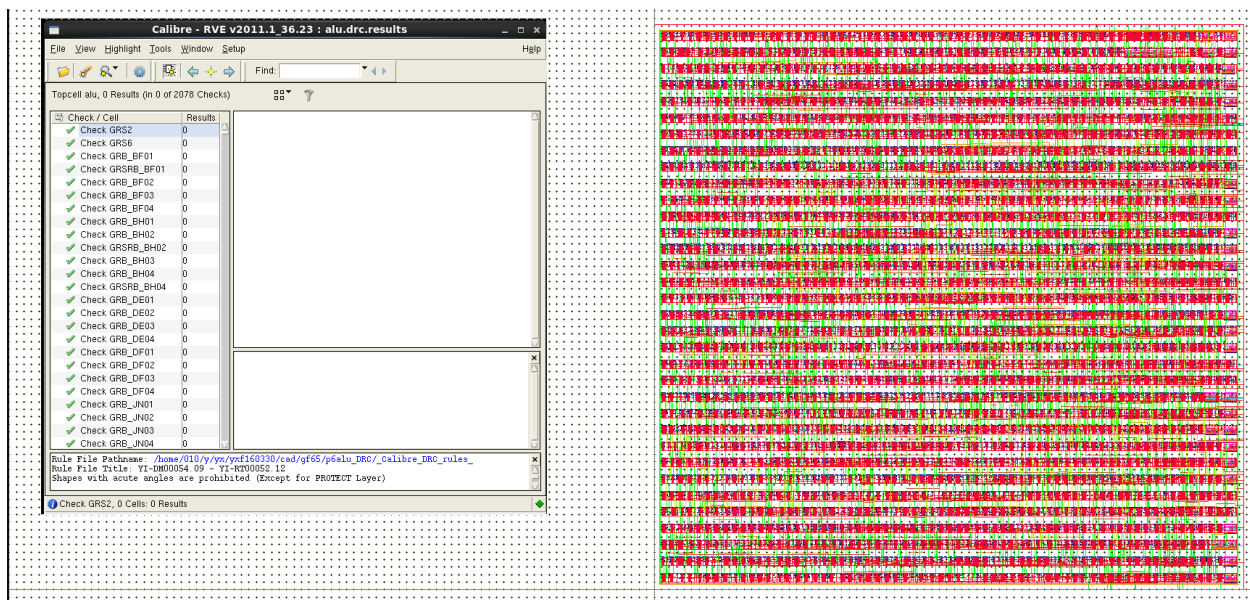 Calibre - RVE v2011.1_36.23 : alu.drc.results
File View Highlight Tools Window Setup Help
Find:
Topcell alu, 0 Results (in 0 of 2078 Checks)
Check / Cell Results
Check GRS2 0
Check GRS6 0
Check GRB_BF01 0
Check GRSRB_BF01 0
Check GRB_BF02 0
Check GRB_BF03 0
Check GRB_BF04 0
Check GRB_BH01 0
Check GRB_BH02 0
Check GRSRB_BH02 0
Check GRB_BH03 0
Check GRB_BH04 0
Check GRSRB_BH04 0
Check GRB_DE01 0
Check GRB_DE02 0
Check GRB_DE03 0
Check GRB_DE04 0
Check GRB_DF01 0
Check GRB_DF02 0
Check GRB_DF03 0
Check GRB_DF04 0
Check GRB_JN01 0
Check GRB_JN02 0
Check GRB_JN03 0
Check GRB_JN04 0
Rule File Pathname: /home/010/y/yx/yxf160330/cad/gf65/p6alu_DRC/_Calibre_DRC_rules_
Rule File Title: YI-DM00054.09 - YI-RT00052.12
Shapes with acute angles are prohibited (Except for PROTECT Layer)
Check GRS2, 0 Cells: 0 Results